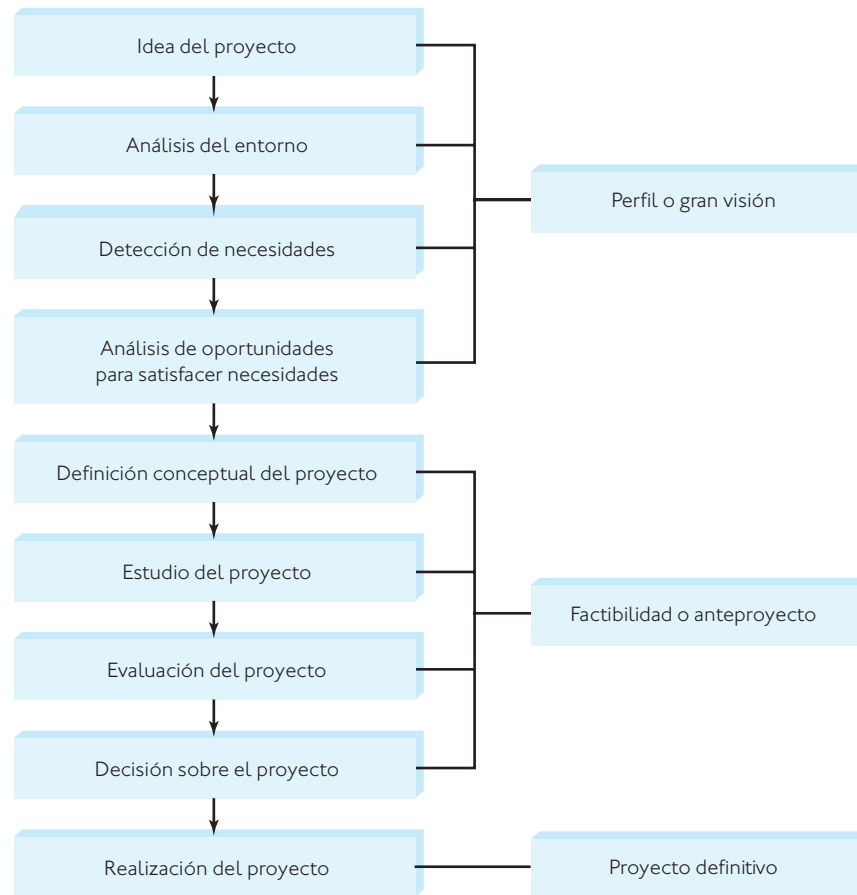 Idea del proyecto
Análisis del entorno
Detección de necesidades
Análisis de oportunidades
para satisfacer necesidades
Perfil o gran visión
Definición conceptual del proyecto
Estudio del proyecto
Evaluación del proyecto
Decisión sobre el proyecto
Factibilidad o anteproyecto
Realización del proyecto
Proyecto definitivo